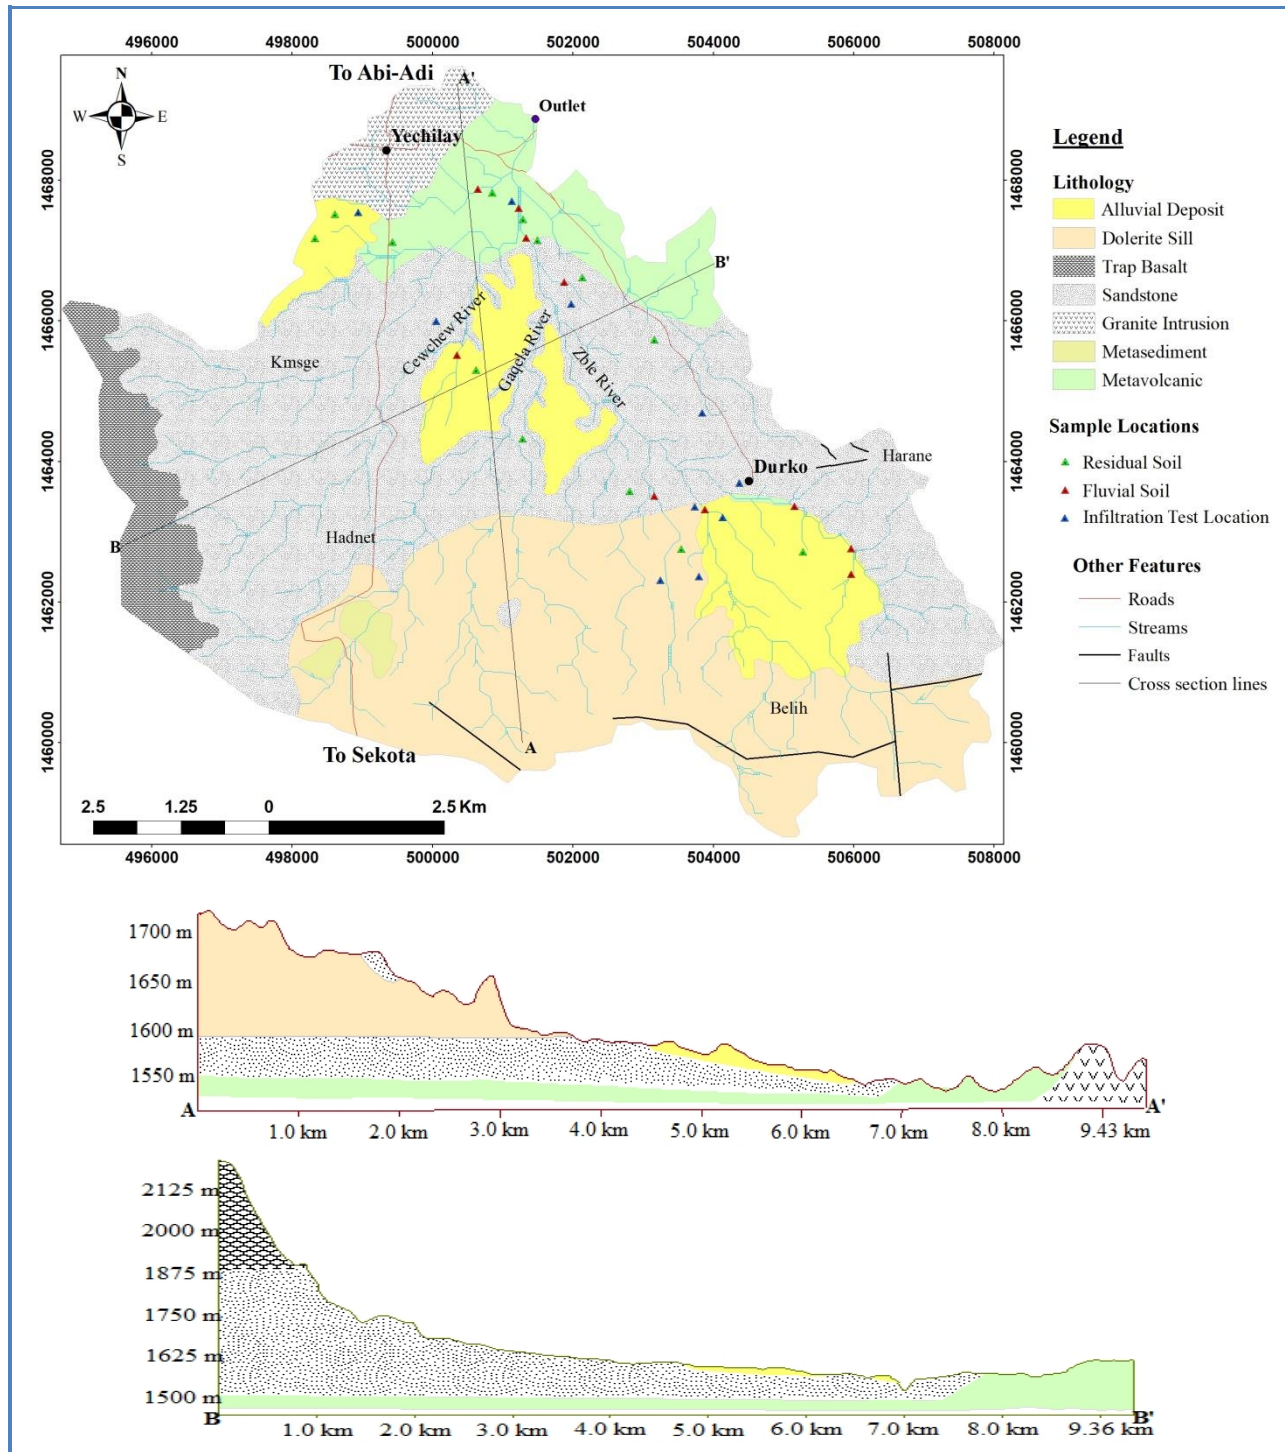 496000 498000 500000 502000 504000 506000 508000
N
W E
S
To Abi-Adi
A'
Outlet
Yechilay
1468000 1468000
B'
1466000 1466000
Kmsge
Cewchew River
Gaqela River
Zble River
1464000 1464000
Durko
Harane
Hadnet
B
1462000 1462000
Belih
1460000 1460000
To Sekota
A
2.5 1.25 0 2.5 Km
496000 498000 500000 502000 504000 506000 508000
Legend
Lithology
Alluvial Deposit
Dolerite Sill
Trap Basalt
Sandstone
Granite Intrusion
Metasediment
Metavolcanic
Sample Locations
Residual Soil
Fluvial Soil
Infiltration Test Location
Other Features
Roads
Streams
Faults
Cross section lines
1700 m
1650 m
1600 m
1550 m
A A'
1.0 km 2.0 km 3.0 km 4.0 km 5.0 km 6.0 km 7.0 km 8.0 km 9.43 km
2125 m
2000 m
1875 m
1750 m
1625 m
1500 m
B B'
1.0 km 2.0 km 3.0 km 4.0 km 5.0 km 6.0 km 7.0 km 8.0 km 9.36 km